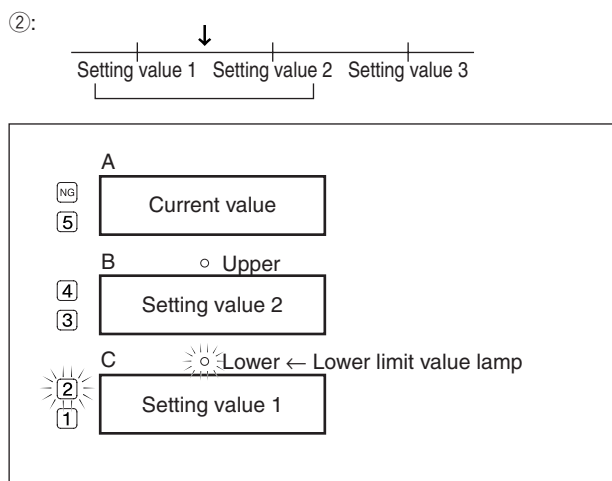 ②:
Setting value 1 Setting value 2 Setting value 3
A
NG
Current value
5
B Upper
4
Setting value 2
3
C Lower ← Lower limit value lamp
2
Setting value 1
1